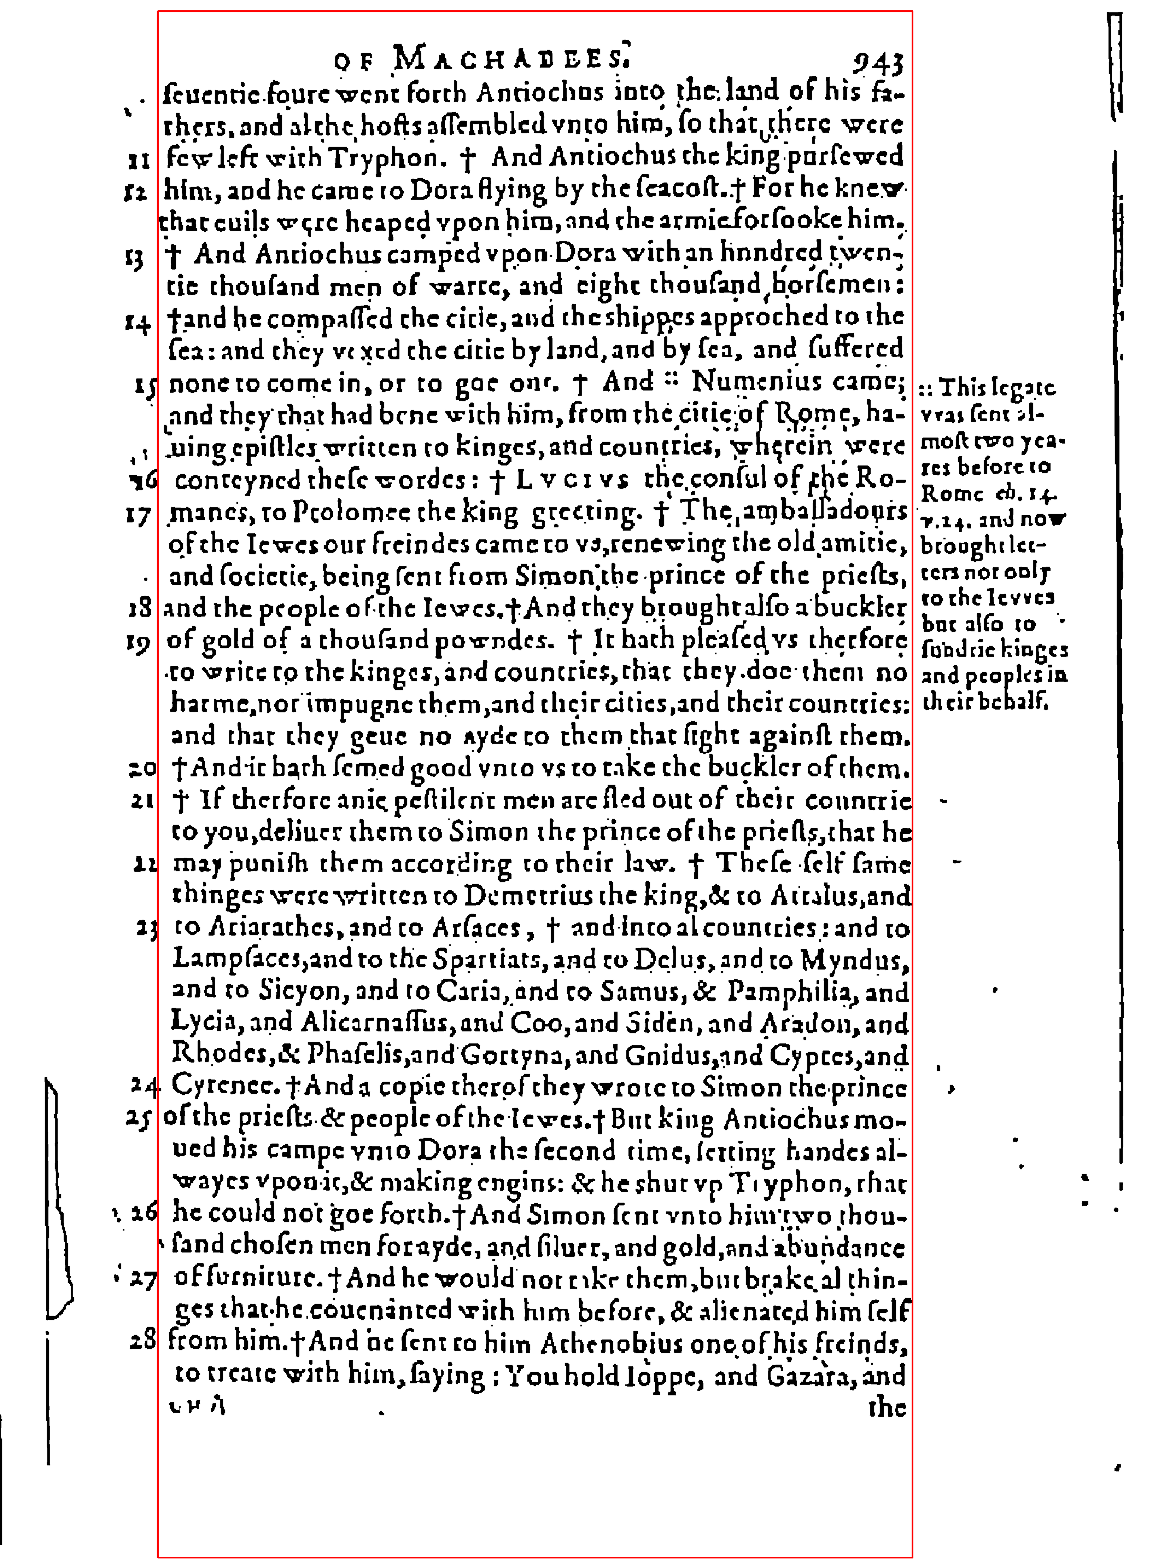 OF MACHABEES. 943
ſeuentie foure went forth Antiochus into the land of his fa-
thers, and al the hoſts aſſembled vnto him, ſo that there were
11 few left with Tryphon. † And Antiochus the king purſewed
12 him, and he came to Dora flying by the ſeacoſt. † For he knew
that euils were heaped vpon him, and the armie forſooke him.
13 † And Antiochus camped vpon Dora with an hundred twen-
tie thouſand men of warre, and eight thouſand horſemen:
14 † and he compaſſed the citie, and the shippes approched to the
ſea: and they vexed the citie by land, and by ſea, and ſuffered
15 none to come in, or to goe out. † And :: Numenius came;
and they that had bene with him, from the citie of Rome, ha-
uing epiſtles written to kinges, and countries, wherein were
16 conteyned theſe wordes: † LVCIVS the conſul of the Ro-
17 manes, to Ptolomee the king greeting. † The ambaſſadours
of the Iewes our freindes came to vs, renewing the old amitie,
and ſocietie, being ſent from Simon the prince of the prieſts,
18 and the people of the Iewes. † And they brought alſo a buckler
19 of gold of a thouſand powndes. † It hath pleaſed vs therfore
to write to the kinges, and countries, that they doe them no
harme, nor impugne them, and their cities, and their countries:
and that they geue no ayde to them that fight againſt them.
20 † And it hath ſemed good vnto vs to take the buckler of them.
21 † If therfore anie peſtilent men are fled out of their countrie
to you, deliuer them to Simon the prince of the prieſts, that he
22 may puniſh them according to their law. † Theſe ſelf ſame
thinges were written to Demetrius the king, & to Attalus, and
23 to Ariarathes, and to Arſaces, † and into al countries: and to
Lampſaces, and to the Spartiats, and to Delus, and to Myndus,
and to Sicyon, and to Caria, and to Samus, & Pamphilia, and
Lycia, and Alicarnaſſus, and Coo, and Siden, and Aradon, and
Rhodes, & Phaſelis, and Gortyna, and Gnidus, and Cypres, and
24 Cyrenee. † And a copie therof they wrote to Simon the prince
25 of the prieſts & people of the Iewes. † But king Antiochus mo-
ued his campe vnto Dora the ſecond time, ſetting handes al-
wayes vpon it, & making engins: & he shut vp Tryphon, that
26 he could not goe forth. † And Simon ſent vnto him two thou-
ſand choſen men for ayde, and ſiluer, and gold, and abundance
27 of furniture. † And he would not take them, but brake al thin-
ges that he couenanted with him before, & alienated him ſelf
28 from him. † And he ſent to him Athenobius one of his freinds,
to treate with him, ſaying: You hold Ioppe, and Gazara, and
the
:: This legate
vvas ſent al-
moſt two yea-
res before to
Rome ch. 14.
v. 24. and now
brought let-
ters not only
to the Ievves
but alſo to
ſundrie kinges
and peoples in
their behalf.